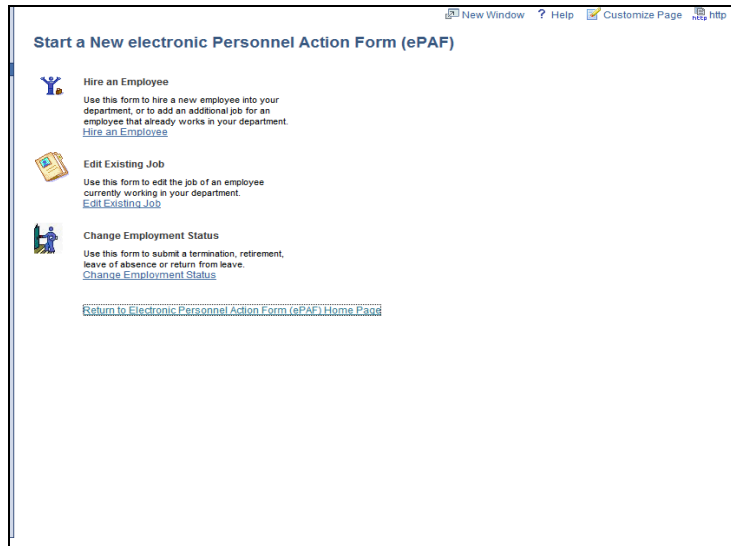 New Window ? Help Customize Page http
Start a New electronic Personnel Action Form (ePAF)
Hire an Employee
Use this form to hire a new employee into your
department, or to add an additional job for an
employee that already works in your department.
Hire an Employee
Edit Existing Job
Use this form to edit the job of an employee
currently working in your department.
Edit Existing Job
Change Employment Status
Use this form to submit a termination, retirement,
leave of absence or return from leave.
Change Employment Status
Return to Electronic Personnel Action Form (ePAF) Home Page